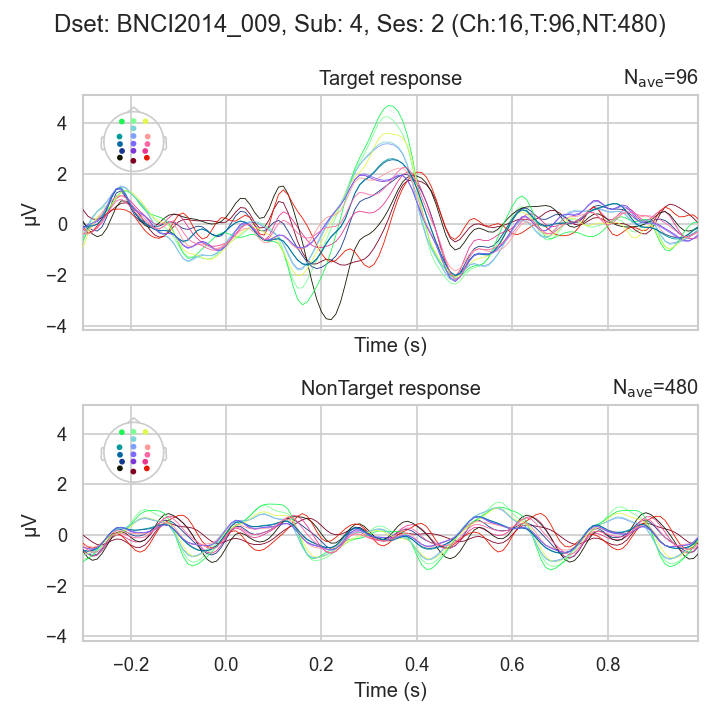 Dset: BNCI2014_009, Sub: 4, Ses: 2 (Ch:16,T:96,NT:480)
Target response
Nave=96
4
2
0
−2
−4
μV
Time (s)
NonTarget response
Nave=480
4
2
0
−2
−4
μV
−0.2
0.0
0.2
0.4
0.6
0.8
Time (s)